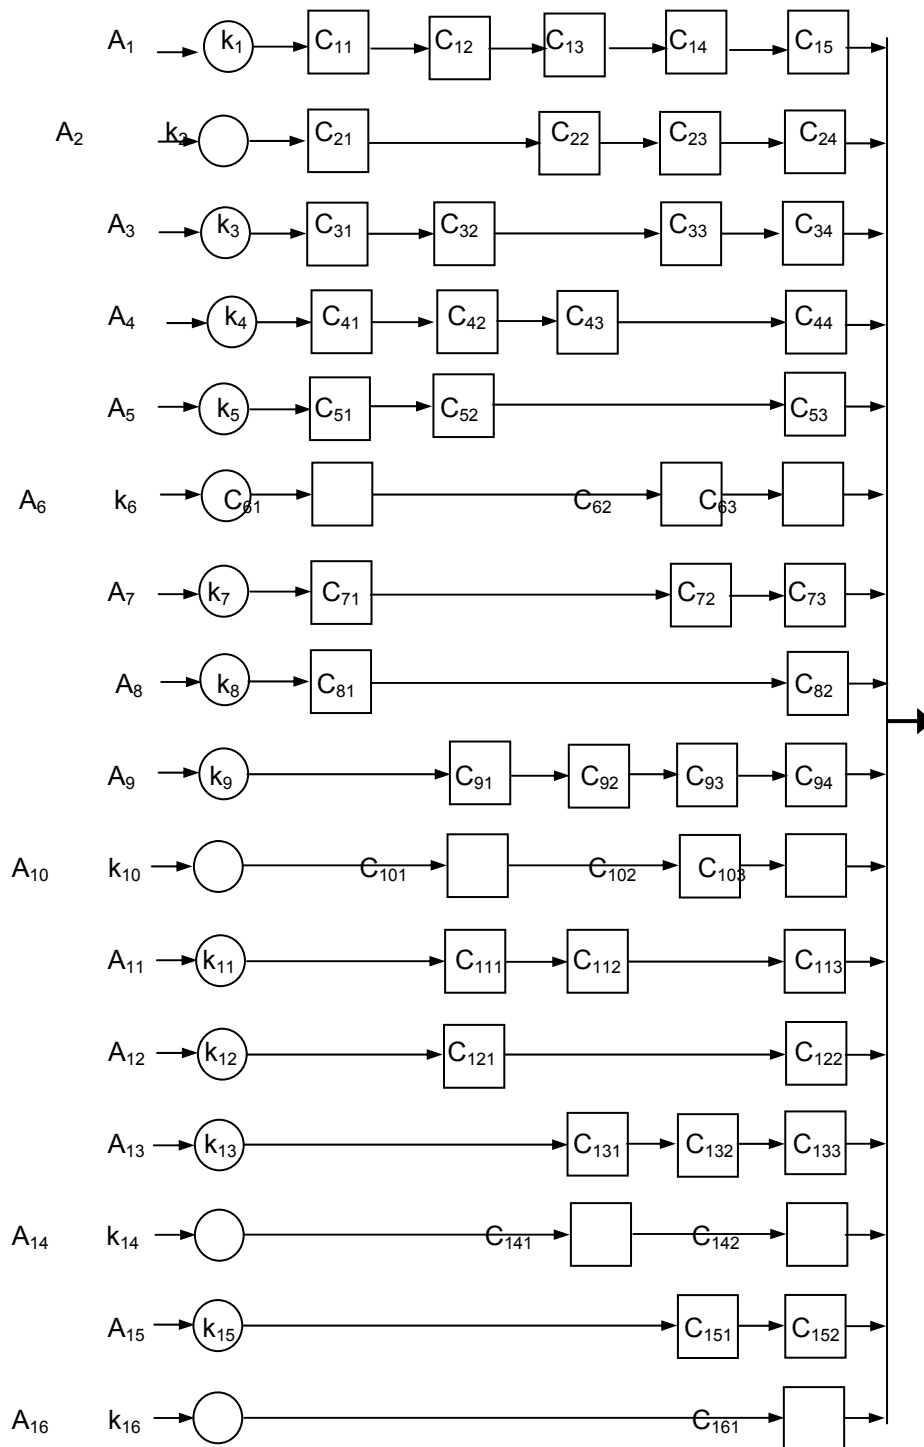 A₁ k₁ C₁₁ C₁₂ C₁₃ C₁₄ C₁₅
A₂ k₂ C₂₁ C₂₂ C₂₃ C₂₄
A₃ k₃ C₃₁ C₃₂ C₃₃ C₃₄
A₄ k₄ C₄₁ C₄₂ C₄₃ C₄₄
A₅ k₅ C₅₁ C₅₂ C₅₃
A₆ k₆ C₆₁ C₆₂ C₆₃
A₇ k₇ C₇₁ C₇₂ C₇₃
A₈ k₈ C₈₁ C₈₂
A₉ k₉ C₉₁ C₉₂ C₉₃ C₉₄
A₁₀ k₁₀ C₁₀₁ C₁₀₂ C₁₀₃
A₁₁ k₁₁ C₁₁₁ C₁₁₂ C₁₁₃
A₁₂ k₁₂ C₁₂₁ C₁₂₂
A₁₃ k₁₃ C₁₃₁ C₁₃₂ C₁₃₃
A₁₄ k₁₄ C₁₄₁ C₁₄₂
A₁₅ k₁₅ C₁₅₁ C₁₅₂
A₁₆ k₁₆ C₁₆₁